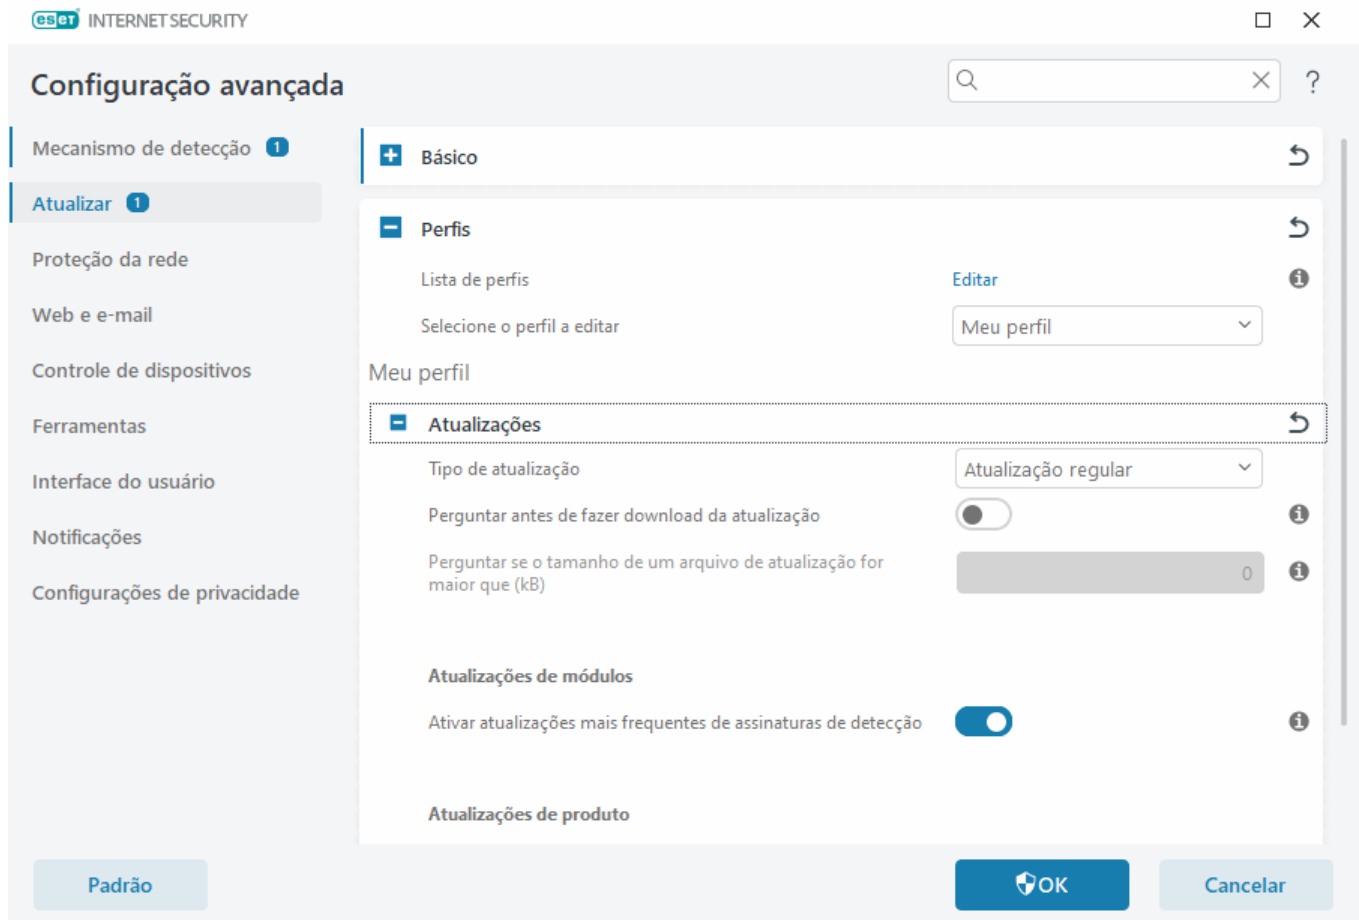 eset INTERNET SECURITY
Configuração avançada
?
Mecanismo de detecção 1
Atualizar 1
Proteção da rede
Web e e-mail
Controle de dispositivos
Ferramentas
Interface do usuário
Notificações
Configurações de privacidade
Básico
Perfis
Lista de perfis Editar
Selecione o perfil a editar Meu perfil
Meu perfil
Atualizações
Tipo de atualização Atualização regular
Perguntar antes de fazer download da atualização
Perguntar se o tamanho de um arquivo de atualização for
maior que (kB) 0
Atualizações de módulos
Ativar atualizações mais frequentes de assinaturas de detecção
Atualizações de produto
Padrão
OK
Cancelar